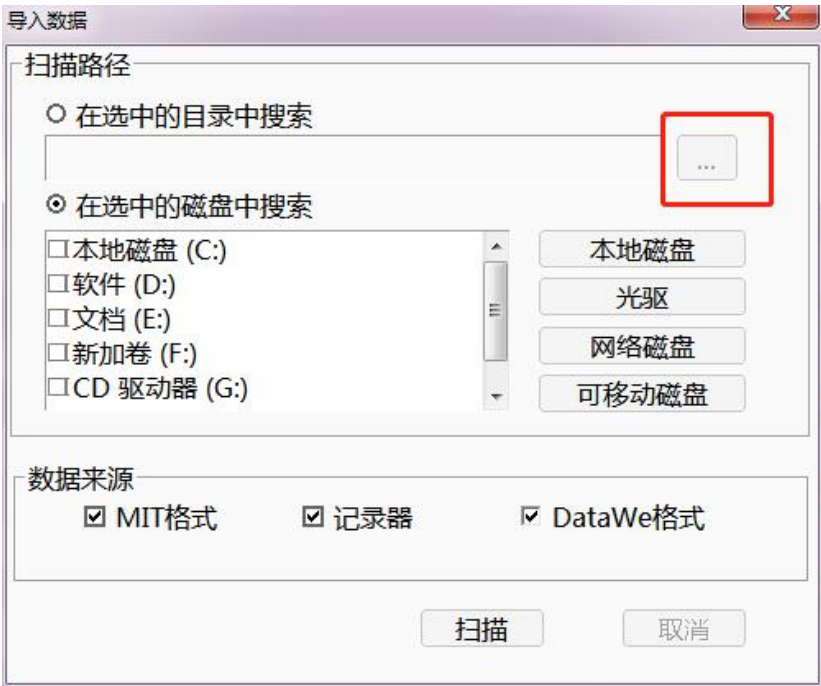 导入数据
扫描路径
在选中的目录中搜索
...
在选中的磁盘中搜索
本地磁盘 (C:)
软件 (D:)
文档 (E:)
新加卷 (F:)
CD 驱动器 (G:)
本地磁盘
光驱
网络磁盘
可移动磁盘
数据来源
MIT格式 记录器 DataWe格式
扫描 取消